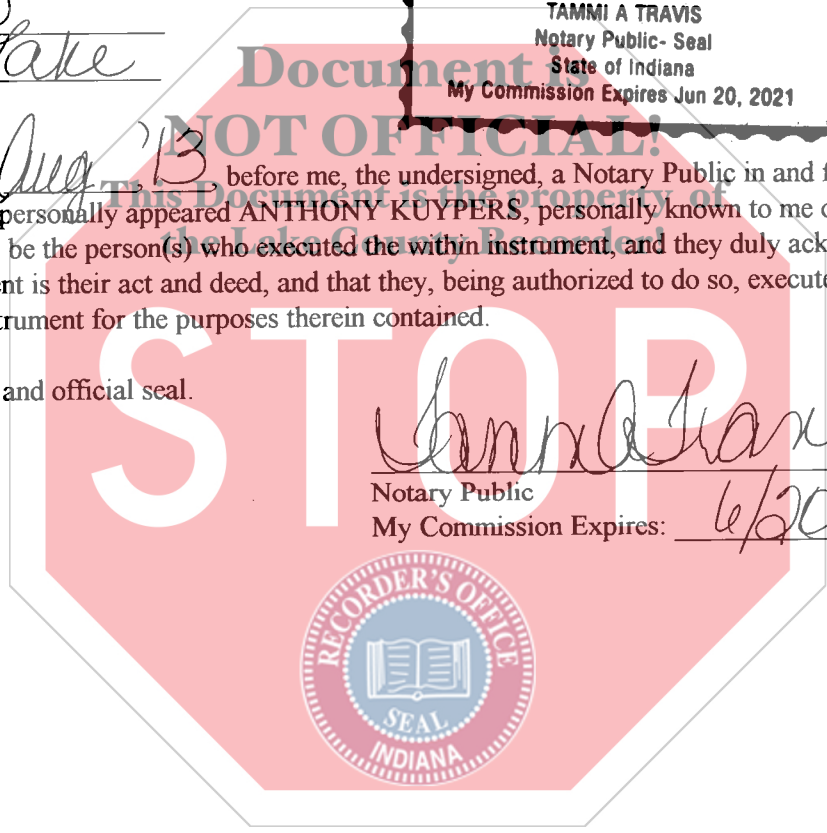 TAMMI A TRAVIS
Notary Public- Seal
State of Indiana
My Commission Expires Jun 20, 2021
Lake
Document is
NOT OFFICIAL!
This Document is the property of
the Lake County Recorder!
Aug , '13, before me, the undersigned, a Notary Public in and f
personally appeared ANTHONY KUYPERS, personally known to me
be the person(s) who executed the within instrument, and they duly ack
nt is their act and deed, and that they, being authorized to do so, execute
trument for the purposes therein contained.
and official seal.
STOP
Notary Public
My Commission Expires: 6/20
RECORDER'S OFFICE
SEAL
INDIANA